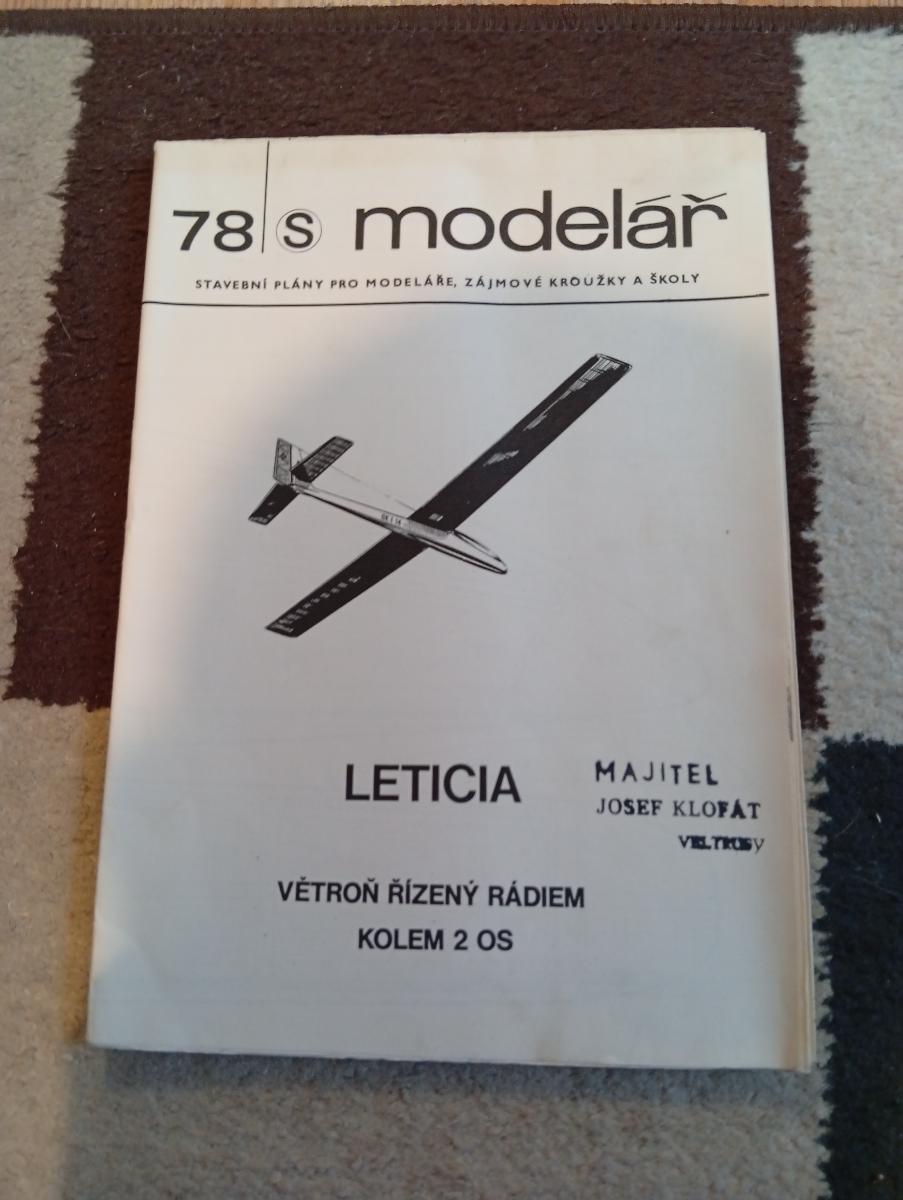 78 S modelář
STAVEBNÍ PLÁNY PRO MODELÁŘE, ZÁJMOVÉ KROUŽKY A ŠKOLY
LETICIA
MAJITEL
JOSEF KLOFÁT
VELTRUSY
VĚTROŇ ŘÍZENÝ RÁDIEM
KOLEM 2 OS